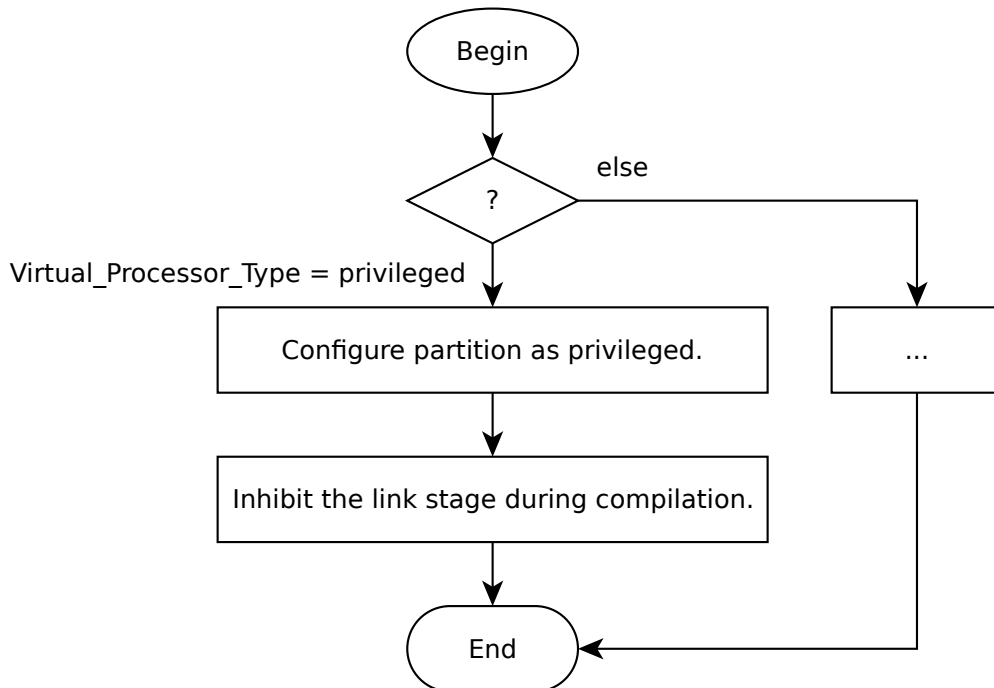 Begin
?
else
Virtual_Processor_Type = privileged
Configure partition as privileged.
...
Inhibit the link stage during compilation.
End